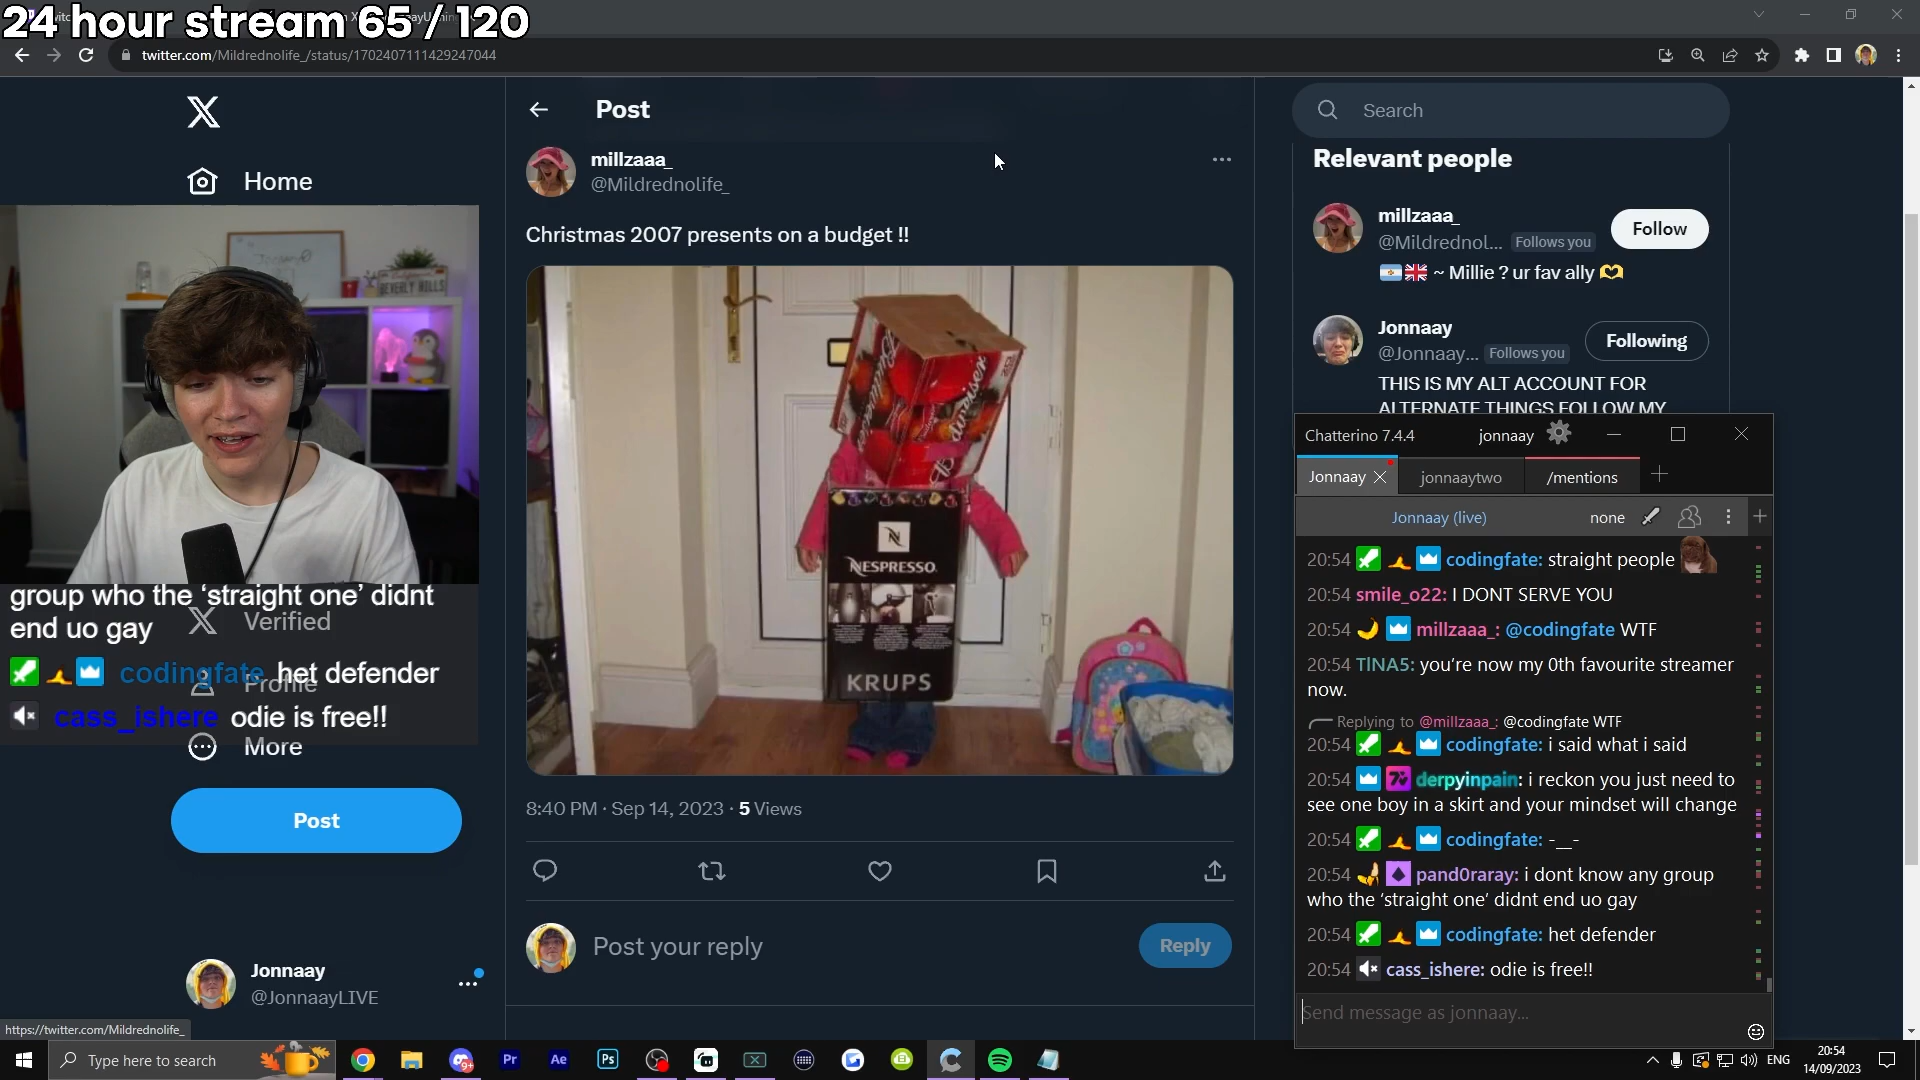 24 hour stream 65 / 120
twitter.com/Mildrednolife_/status/1702407111429247044
Home
Verified
Profile
More
Post
Jonnaay
@JonnaayLIVE
https://twitter.com/Mildrednolife_
BEVERLY HILLS
group who the ‘straight one’ didnt
end uo gay
codingfate het defender
cass_ishere odie is free!!
Post
millzaaa_
@Mildrednolife_
Christmas 2007 presents on a budget !!
Budweiser
Budweiser
N
NESPRESSO.
KRUPS
8:40 PM · Sep 14, 2023 · 5 Views
Post your reply
Reply
Search
Relevant people
millzaaa_
@Mildrednol... Follows you
Follow
~ Millie ? ur fav ally
Jonnaay
@Jonnaay... Follows you
Following
THIS IS MY ALT ACCOUNT FOR
ALTERNATE THINGS FOLLOW MY
Chatterino 7.4.4 jonnaay
Jonnaay jonnaaytwo /mentions
Jonnaay (live) none
20:54 codingfate: straight people
20:54 smile_o22: I DONT SERVE YOU
20:54 millzaaa_: @codingfate WTF
20:54 TINA5: you’re now my 0th favourite streamer
now.
Replying to @millzaaa_: @codingfate WTF
20:54 codingfate: i said what i said
20:54 derpyinpain: i reckon you just need to
see one boy in a skirt and your mindset will change
20:54 codingfate: -__-
20:54 pand0raray: i dont know any group
who the ‘straight one’ didnt end uo gay
20:54 codingfate: het defender
20:54 cass_ishere: odie is free!!
Send message as jonnaay...
Type here to search
9+
Pr
Ae
Ps
ENG
20:54
14/09/2023